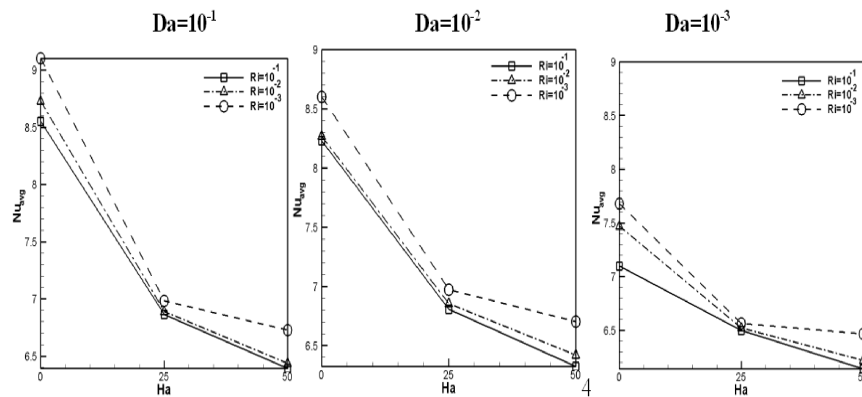 Da=10⁻¹
Da=10⁻²
Da=10⁻³
Ri=10⁻¹
Ri=10⁻²
Ri=10⁻³
9
8.5
8
7.5
7
6.5
Nu_avg
0
25
50
Ha
Ri=10⁻¹
Ri=10⁻²
Ri=10⁻³
9
8.5
8
7.5
7
6.5
Nu_avg
0
25
50
Ha
4
Ri=10⁻¹
Ri=10⁻²
Ri=10⁻³
9
8.5
8
7.5
7
6.5
Nu_avg
0
25
50
Ha